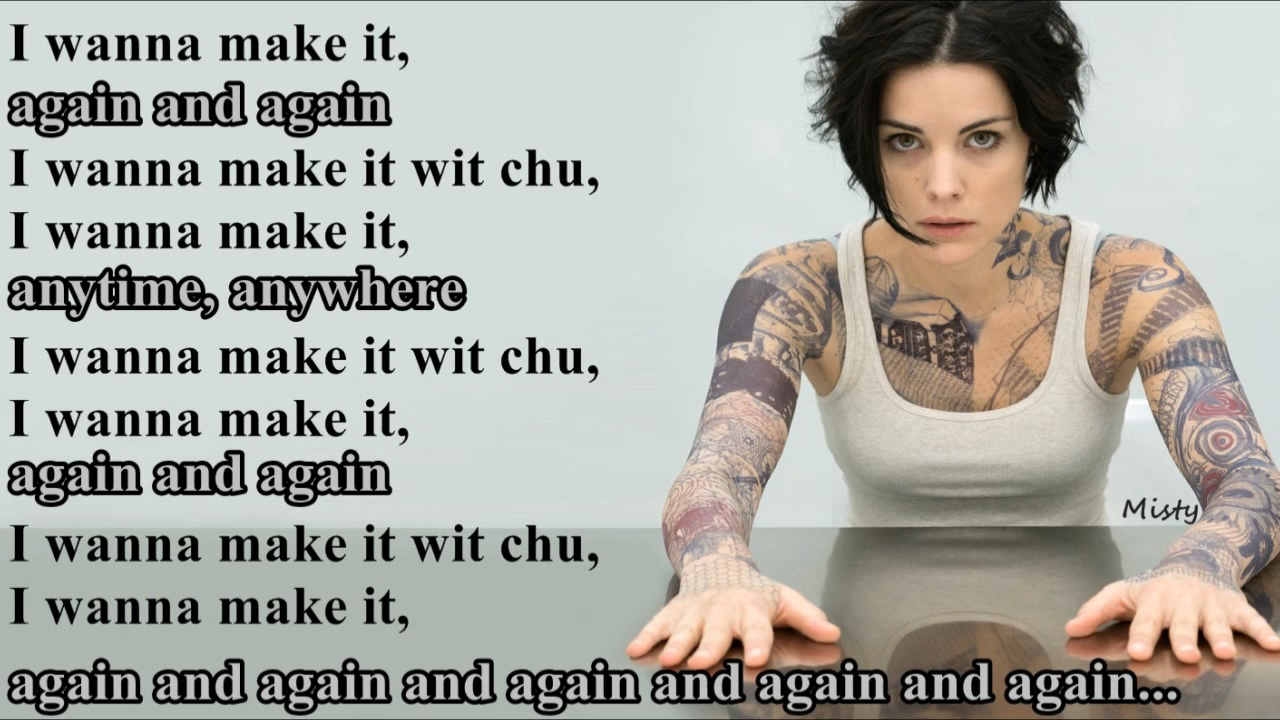 I wanna make it,
again and again
I wanna make it wit chu,
I wanna make it,
anytime, anywhere
I wanna make it wit chu,
I wanna make it,
again and again
I wanna make it wit chu,
I wanna make it,
again and again and again and again and again...
Misty